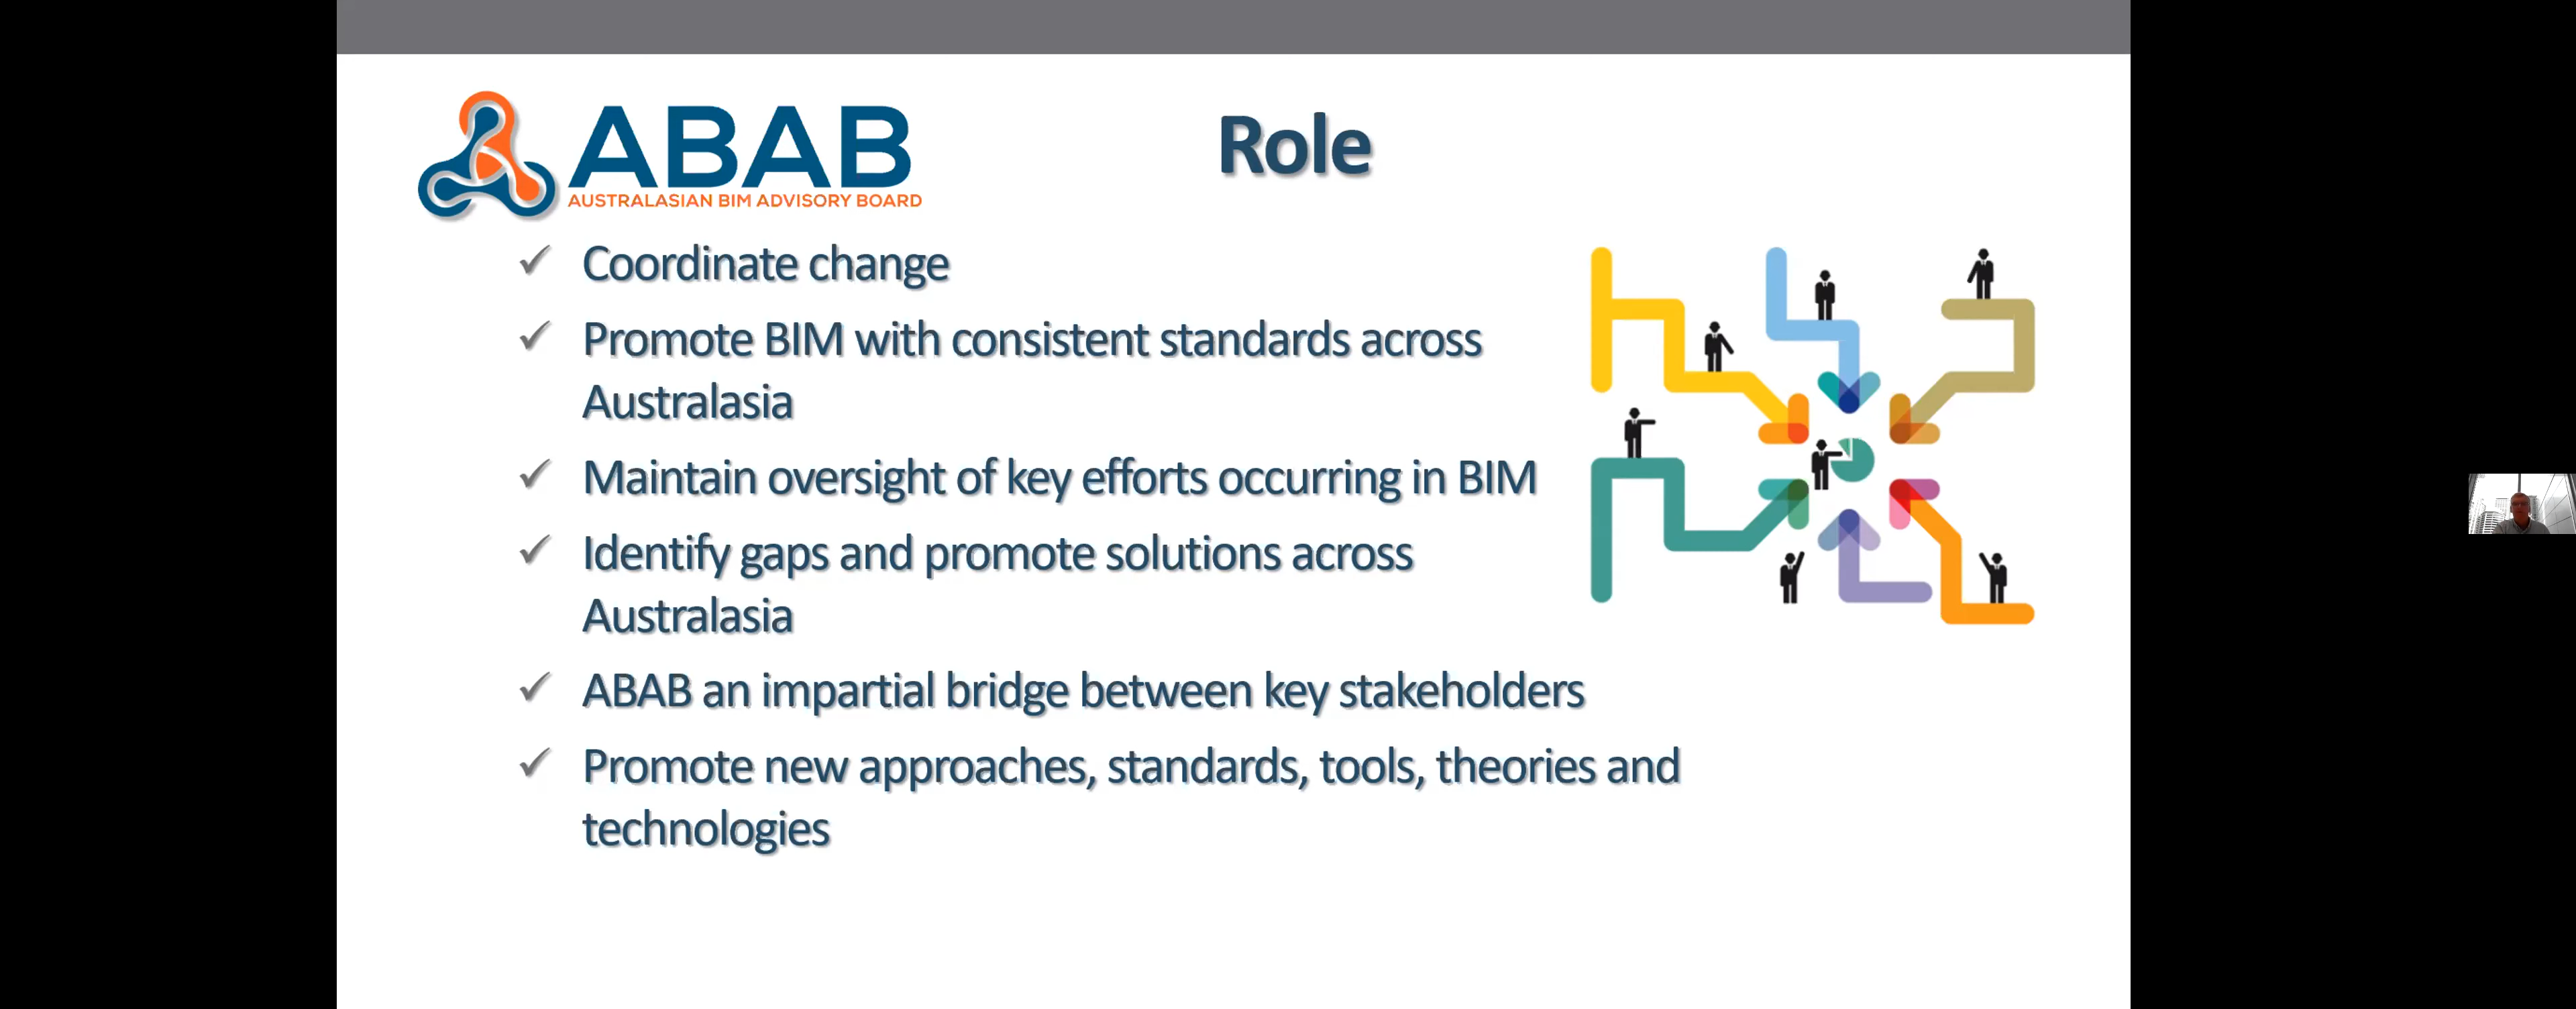 ABAB
AUSTRALASIAN BIM ADVISORY BOARD
Role
Coordinate change
Promote BIM with consistent standards across
Australasia
Maintain oversight of key efforts occurring in BIM
Identify gaps and promote solutions across
Australasia
ABAB an impartial bridge between key stakeholders
Promote new approaches, standards, tools, theories and
technologies